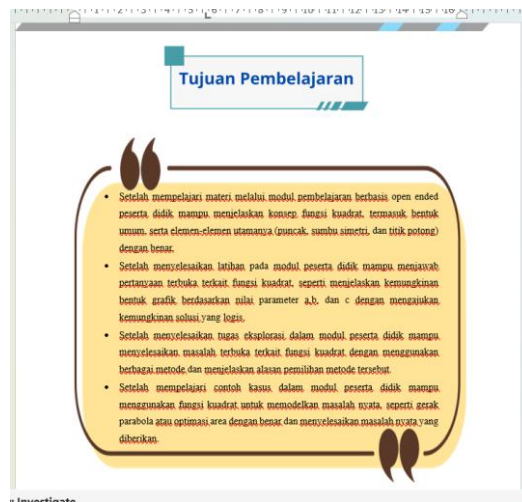 Tujuan Pembelajaran
• Setelah mempelajari materi melalui modul pembelajaran berbasis open ended
peserta didik mampu menjelaskan konsep fungsi kuadrat, termasuk bentuk
umum, serta elemen-elemen utamanya (puncak, sumbu simetri, dan titik potong)
dengan benar.
• Setelah menyelesaikan latihan pada modul peserta didik mampu menjawab
pertanyaan terbuka terkait fungsi kuadrat, seperti menjelaskan kemungkinan
bentuk grafik berdasarkan nilai parameter a,b, dan c dengan mengajukan
kemungkinan solusi yang logis.
• Setelah menyelesaikan tugas eksplorasi dalam modul peserta didik mampu
menyelesaikan masalah terbuka terkait fungsi kuadrat dengan menggunakan
berbagai metode dan menjelaskan alasan pemilihan metode tersebut.
• Setelah mempelajari contoh kasus dalam modul peserta didik mampu
menggunakan fungsi kuadrat untuk memodelkan masalah nyata, seperti gerak
parabola atau optimasi area dengan benar dan menyelesaikan masalah nyata yang
diberikan.
Investigate